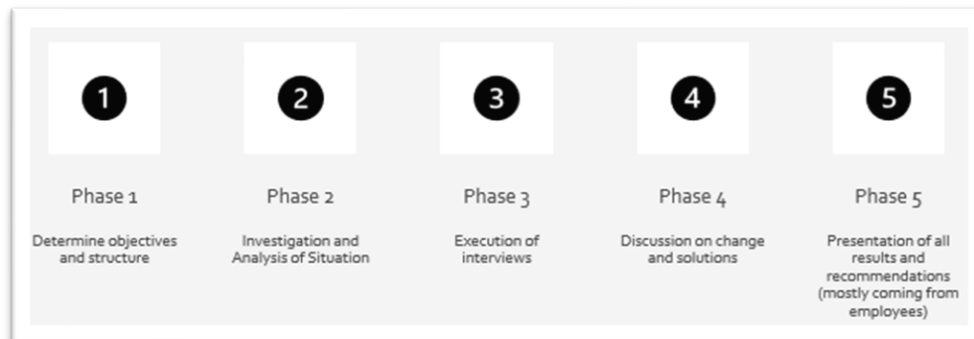 1
2
3
4
5
Phase 1
Phase 2
Phase 3
Phase 4
Phase 5
Determine objectives
and structure
Investigation and
Analysis of Situation
Execution of
interviews
Discussion on change
and solutions
Presentation of all
results and
recommendations
(mostly coming from
employees)